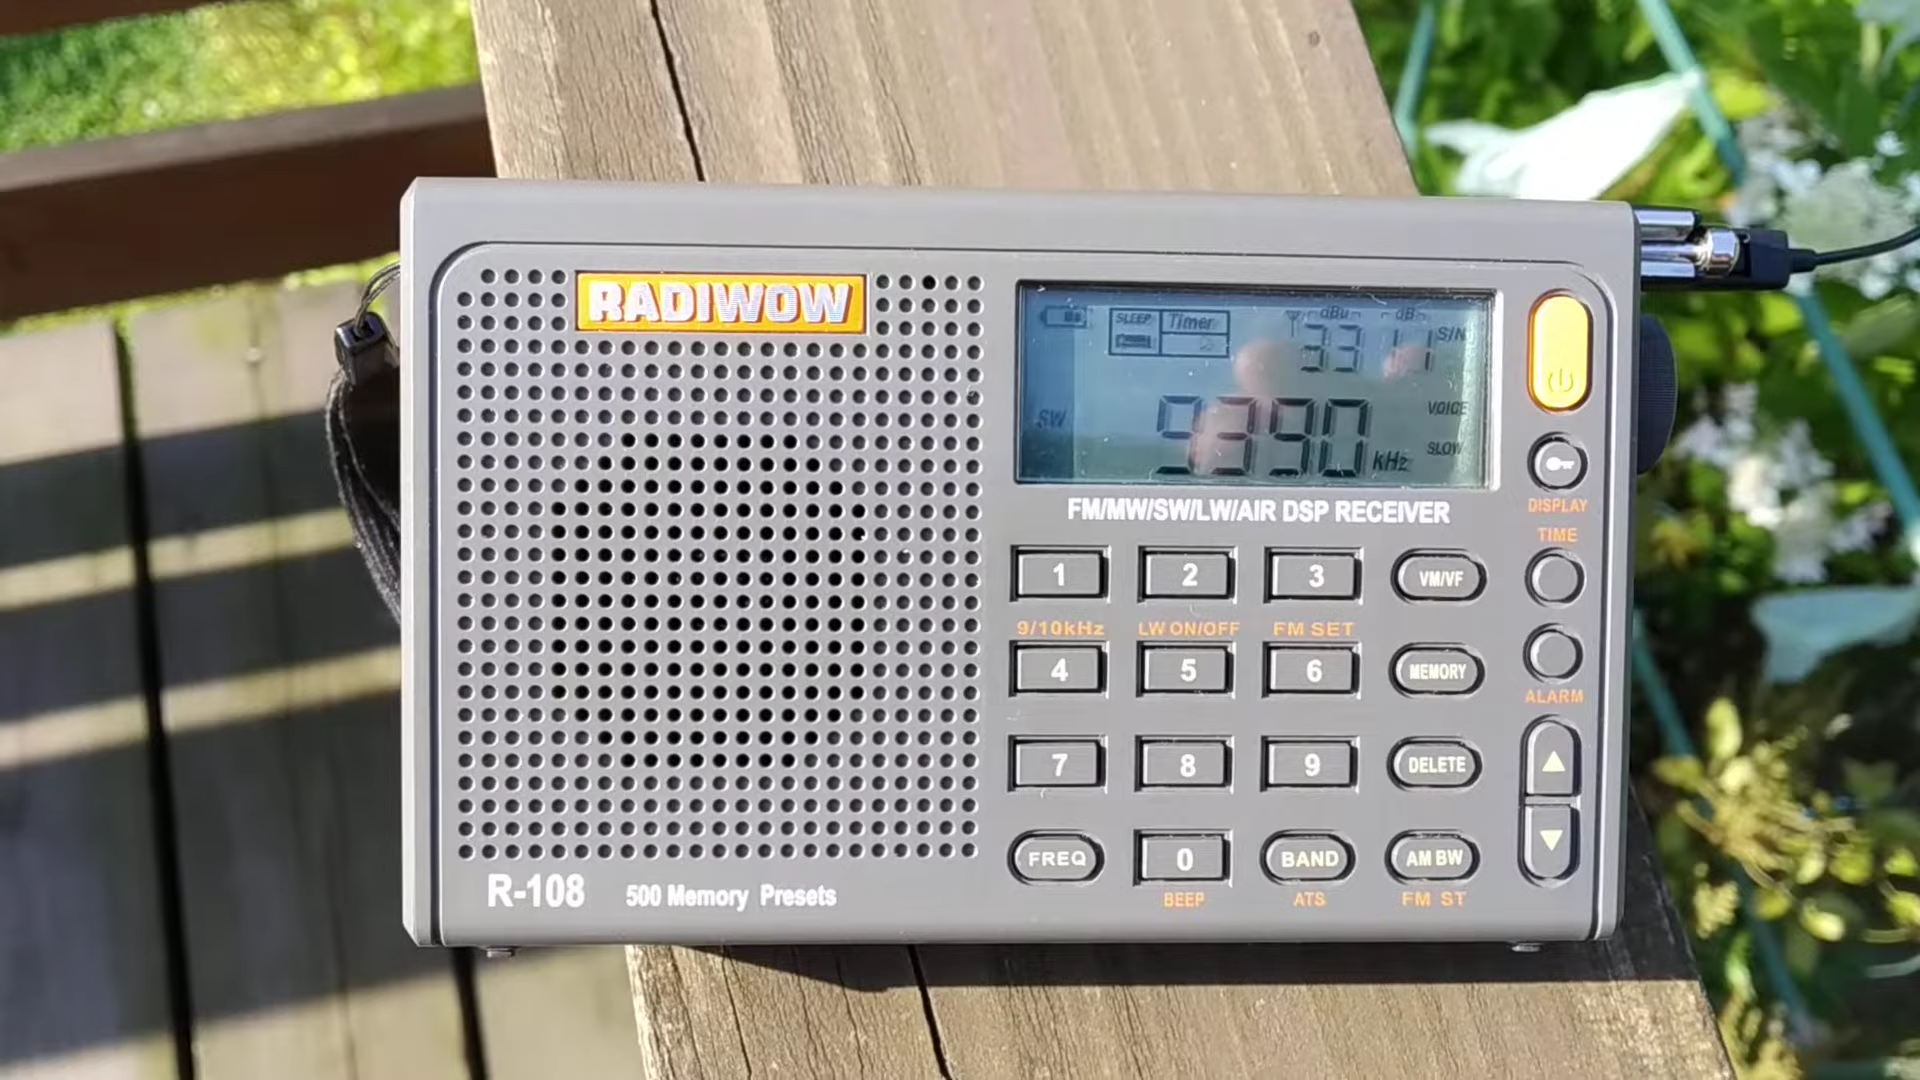 RADIWOW
SLEEP Timer dBu dB
33 17 S/N
SW 9390 kHz VOICE
SLOW
DISPLAY
FM/MW/SW/LW/AIR DSP RECEIVER
TIME
1 2 3 VM/VF
9/10kHz LW ON/OFF FM SET
4 5 6 MEMORY
ALARM
7 8 9 DELETE
FREQ 0 BAND AM BW
BEEP ATS FM ST
R-108 500 Memory Presets